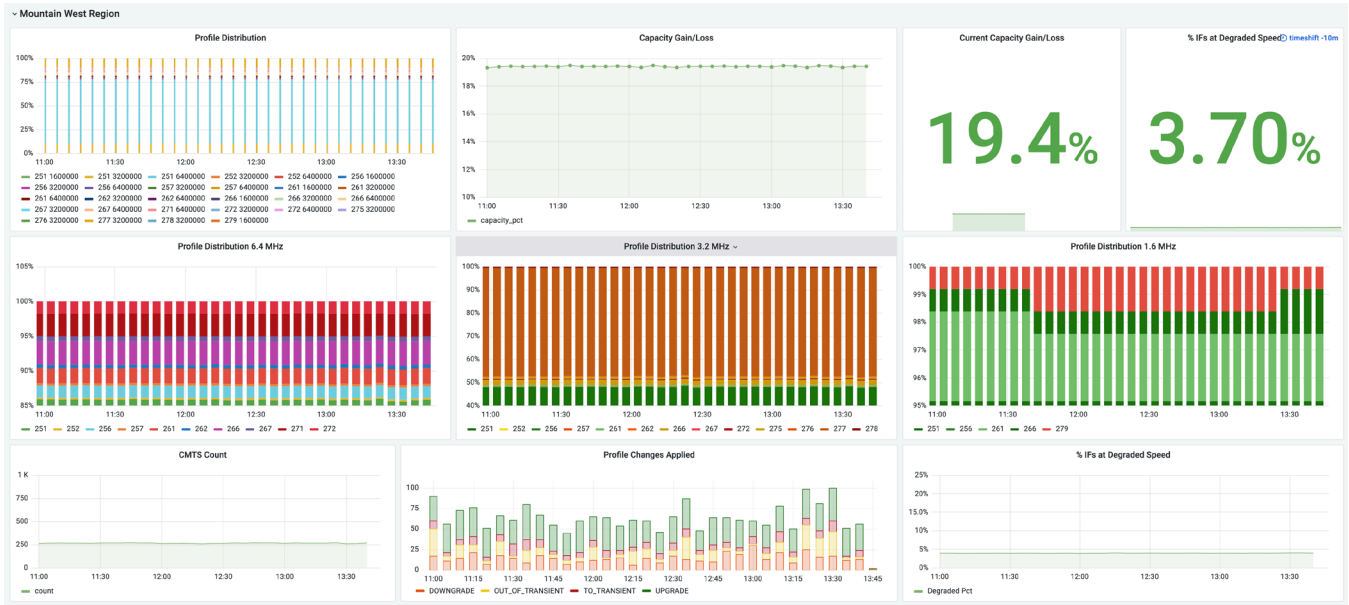 Mountain West Region
Profile Distribution
100%
75%
50%
25%
0%
11:00 11:30 12:00 12:30 13:00 13:30
251 1600000 251 3200000 251 6400000 252 3200000 252 6400000 256 1600000
256 3200000 256 6400000 257 3200000 257 6400000 261 1600000 261 3200000
261 6400000 262 3200000 262 6400000 266 1600000 266 3200000 266 6400000
267 3200000 267 6400000 271 6400000 272 3200000 272 6400000 275 3200000
276 3200000 277 3200000 278 3200000 279 1600000
Capacity Gain/Loss
20%
18%
16%
14%
12%
10%
11:00 11:30 12:00 12:30 13:00 13:30
capacity_pct
Current Capacity Gain/Loss
19.4%
% IFs at Degraded Speed timeshift -10m
3.70%
Profile Distribution 6.4 MHz
105%
100%
95%
90%
85%
11:00 11:30 12:00 12:30 13:00 13:30
251 252 256 257 261 262 266 267 271 272
Profile Distribution 3.2 MHz
100%
90%
80%
70%
60%
50%
40%
11:00 11:30 12:00 12:30 13:00 13:30
251 252 256 257 261 262 266 267 272 275 276 277 278
Profile Distribution 1.6 MHz
100%
99%
98%
97%
96%
95%
11:00 11:30 12:00 12:30 13:00 13:30
251 256 261 266 279
CMTS Count
1 K
750
500
250
0
11:00 11:30 12:00 12:30 13:00 13:30
count
Profile Changes Applied
100
75
50
25
0
11:00 11:15 11:30 11:45 12:00 12:15 12:30 12:45 13:00 13:15 13:30 13:45
DOWNGRADE OUT_OF_TRANSIENT TO_TRANSIENT UPGRADE
% IFs at Degraded Speed
25%
20%
15.0%
10.0%
5%
0%
11:00 11:30 12:00 12:30 13:00 13:30
Degraded Pct